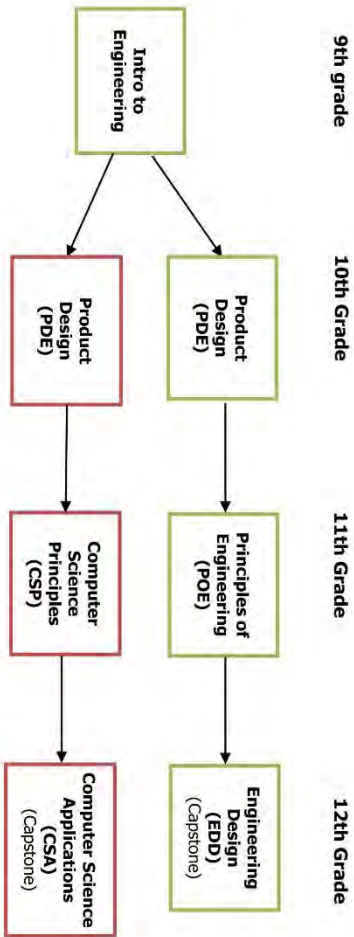 9th grade
10th Grade
11th Grade
12th Grade
Intro to
Engineering
Product
Design
(PDE)
Principles of
Engineering
(POE)
Engineering
Design
(EDD)
(Capstone)
Product
Design
(PDE)
Computer
Science
Principles
(CSP)
Computer Science
Applications
(CSA)
(Capstone)